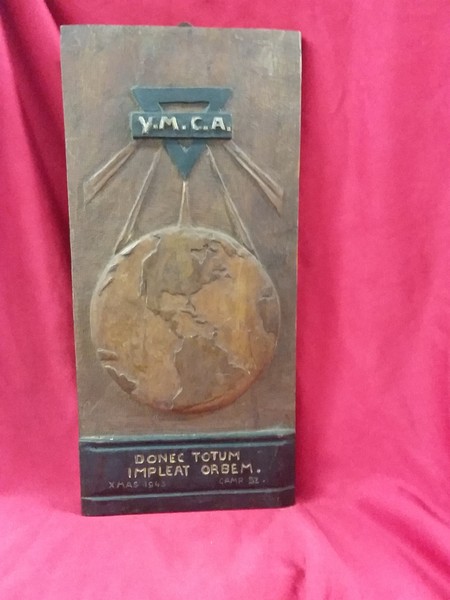 Y.M.C.A.
DONEC TOTUM
IMPLEAT ORBEM.
XMAS CAMP